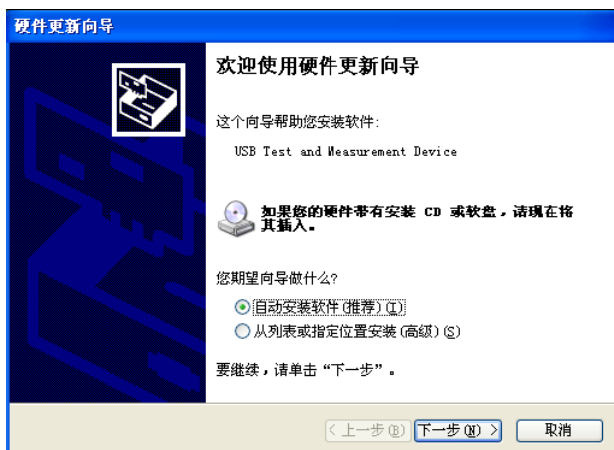 硬件更新向导
欢迎使用硬件更新向导
这个向导帮助您安装软件:
USB Test and Measurement Device
如果您的硬件带有安装 CD 或软盘，请现在将
其插入。
您期望向导做什么?
自动安装软件(推荐)(I)
从列表或指定位置安装(高级)(S)
要继续，请单击“下一步”。
< 上一步(B) 下一步(N) > 取消